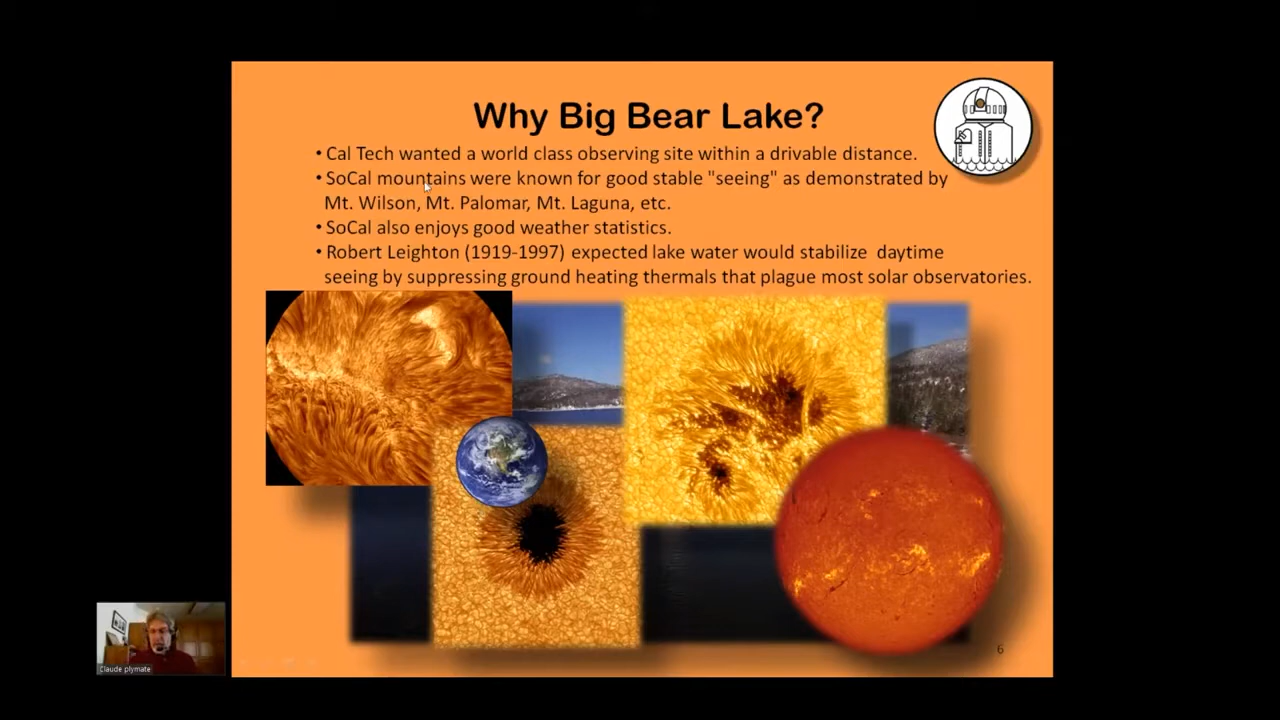 Why Big Bear Lake?
• Cal Tech wanted a world class observing site within a drivable distance.
• SoCal mountains were known for good stable "seeing" as demonstrated by
Mt. Wilson, Mt. Palomar, Mt. Laguna, etc.
• SoCal also enjoys good weather statistics.
• Robert Leighton (1919-1997) expected lake water would stabilize daytime
seeing by suppressing ground heating thermals that plague most solar observatories.
6
Claude plymate